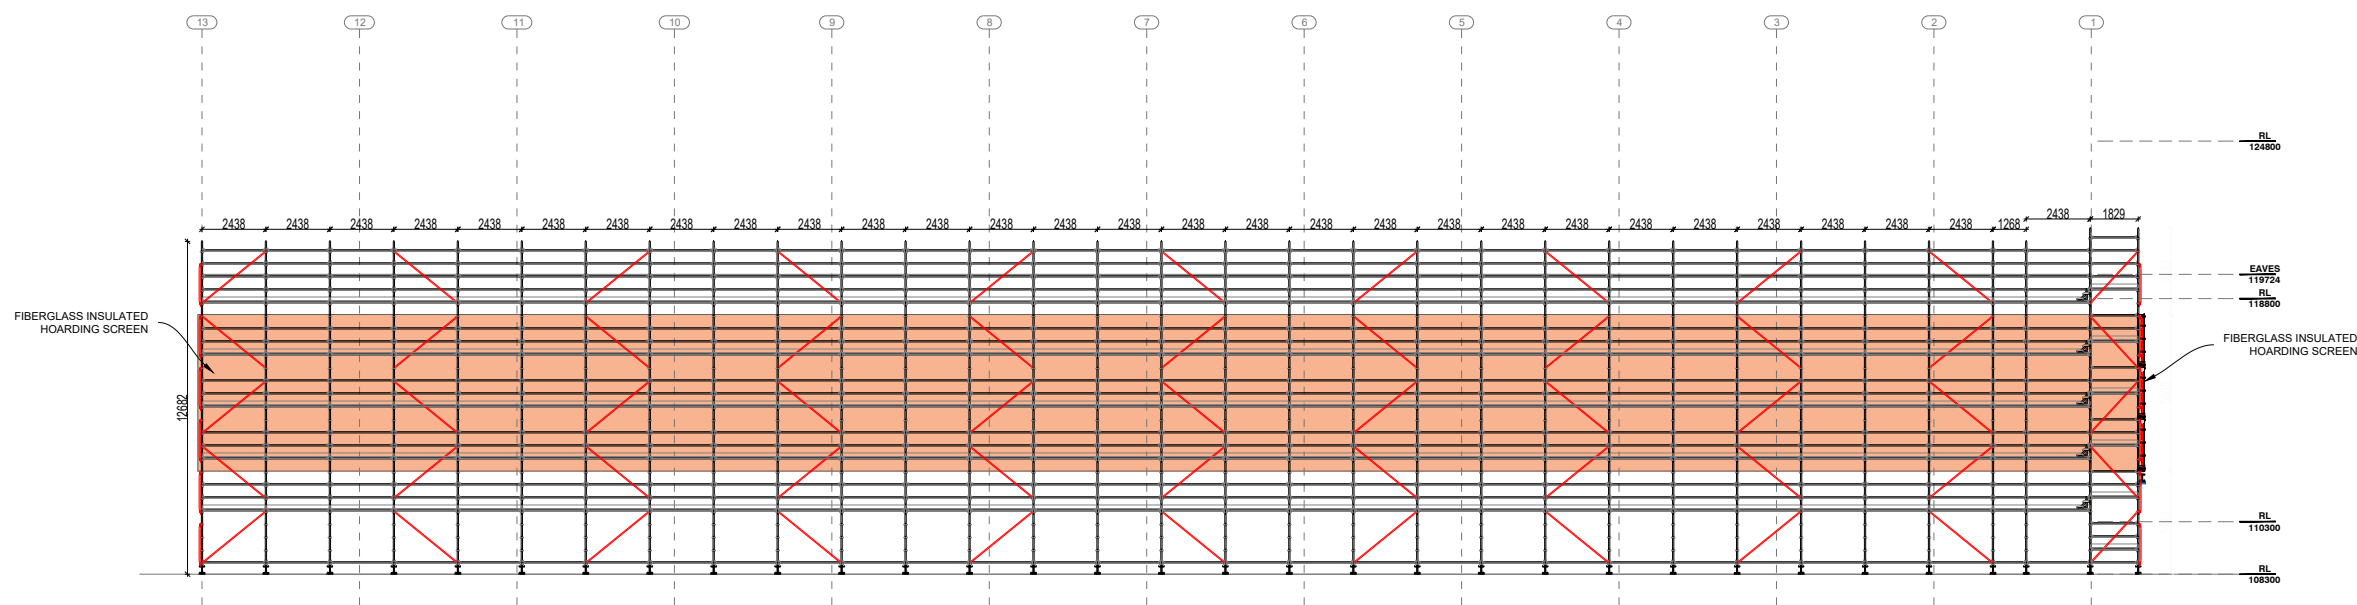 13 12 11 10 9 8 7 6 5 4 3 2 1
RL
124800
2438 1829
2438 2438 2438 2438 2438 2438 2438 2438 2438 2438 2438 2438 2438 2438 2438 2438 2438 2438 2438 2438 2438 2438 2438 2438 2438 2438 2438 2438 1268
EAVES
119724
RL
118800
FIBERGLASS INSULATED
HOARDING SCREEN
FIBERGLASS INSULATED
HOARDING SCREEN
12682
RL
110300
RL
108300